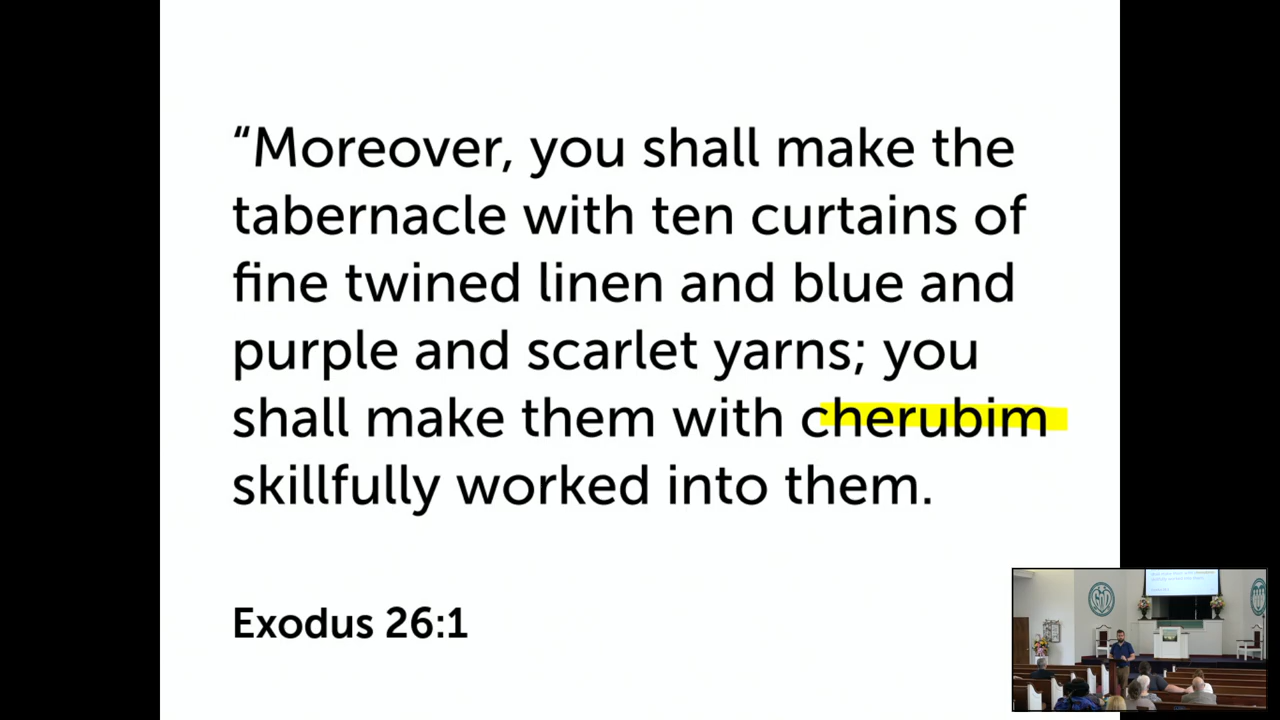 “Moreover, you shall make the
tabernacle with ten curtains of
fine twined linen and blue and
purple and scarlet yarns; you
shall make them with cherubim
skillfully worked into them.
Exodus 26:1